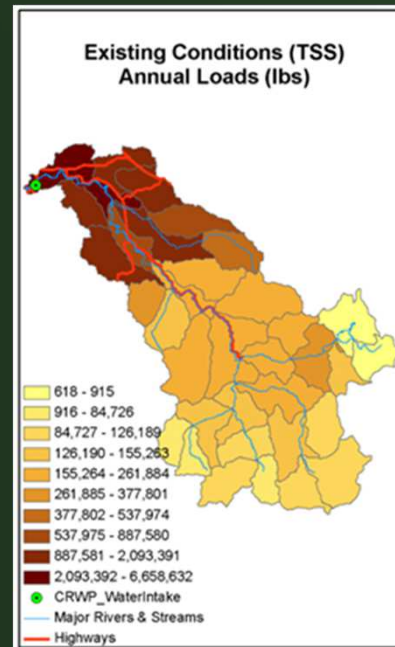 Existing Conditions (TSS)
Annual Loads (lbs)
618 - 915
916 - 84,726
84,727 - 126,189
126,190 - 155,263
155,264 - 261,884
261,885 - 377,801
377,802 - 537,974
537,975 - 887,580
887,581 - 2,093,391
2,093,392 - 6,658,632
CRWP_WaterIntake
Major Rivers & Streams
Highways